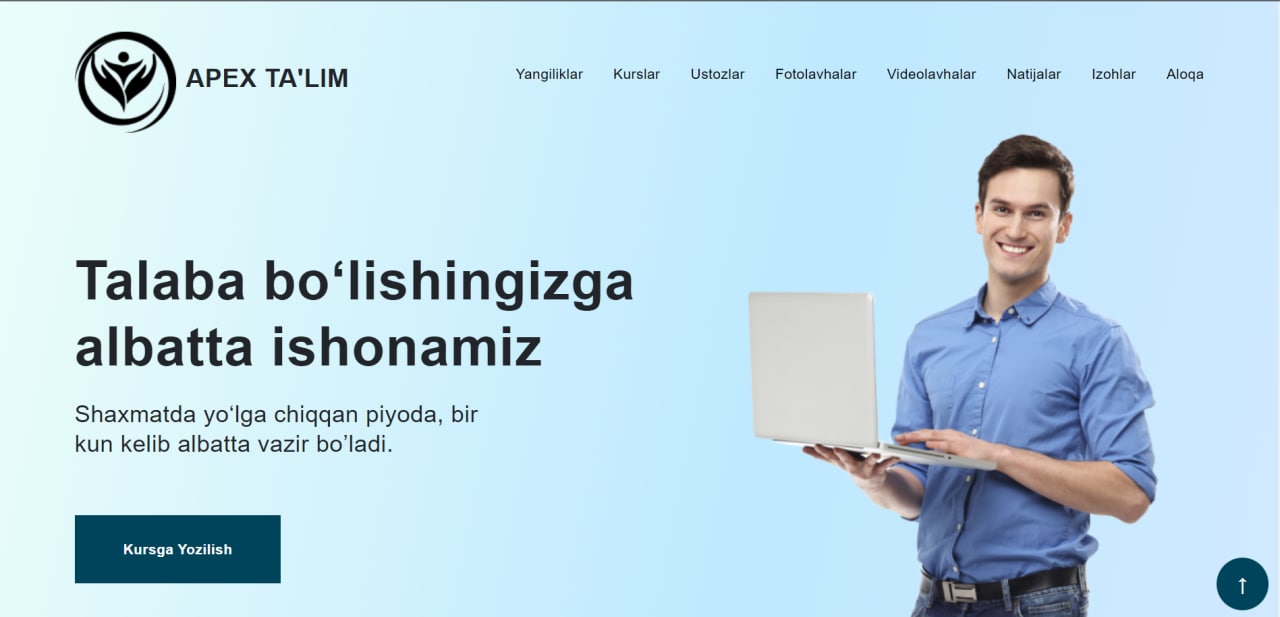 APEX TA'LIM
Yangiliklar Kurslar Ustozlar Fotolavhalar Videolavhalar Natijalar Izohlar Aloqa
Talaba bo‘lishingizga
albatta ishonamiz
Shaxmatda yo‘lga chiqqan piyoda, bir
kun kelib albatta vazir bo’ladi.
Kursga Yozilish